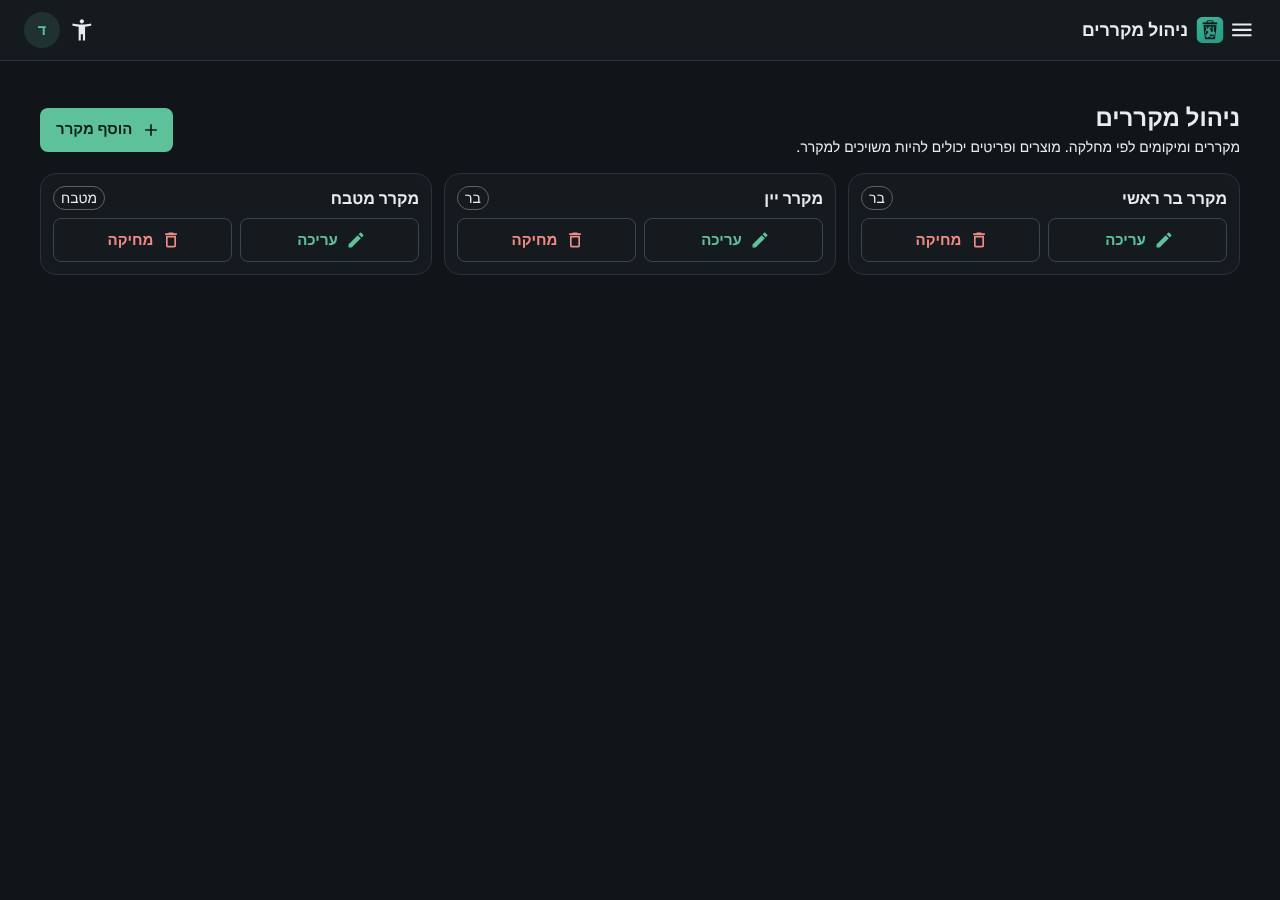 ניהול מקררים
ד
ניהול מקררים
מקררים ומיקומים לפי מחלקה. מוצרים ופריטים יכולים להיות משויכים למקרר.
הוסף מקרר
מקרר בר ראשי
בר
עריכה
מחיקה
מקרר יין
בר
עריכה
מחיקה
מקרר מטבח
מטבח
עריכה
מחיקה